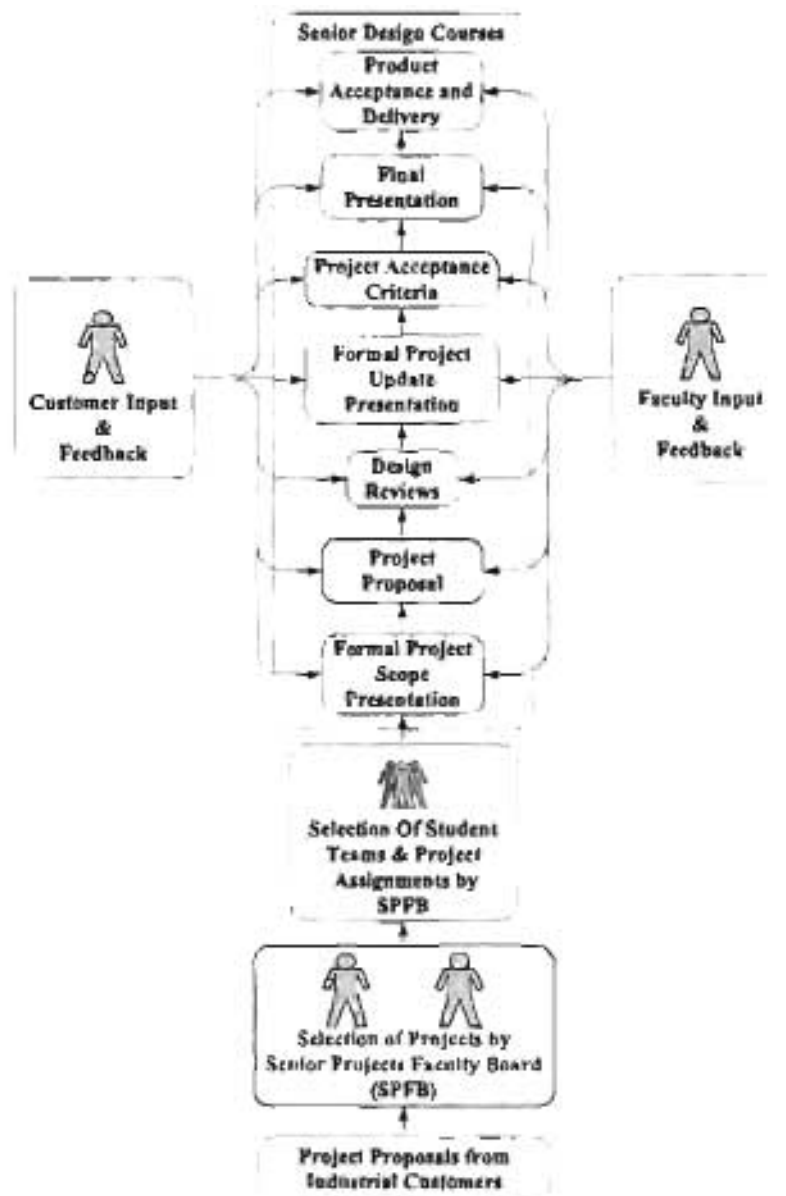 Senior Design Courses
Product
Acceptance and
Delivery
Final
Presentation
Project Acceptance
Criteria
Formal Project
Update
Presentation
Customer Input
&
Feedback
Faculty Input
&
Feedback
Design
Reviews
Project
Proposal
Formal Project
Scope
Presentation
Selection Of Student
Teams & Project
Assignments by
SPFB
Selection of Projects by
Senior Projects Faculty Board
(SPFB)
Project Proposals from
Industrial Customers